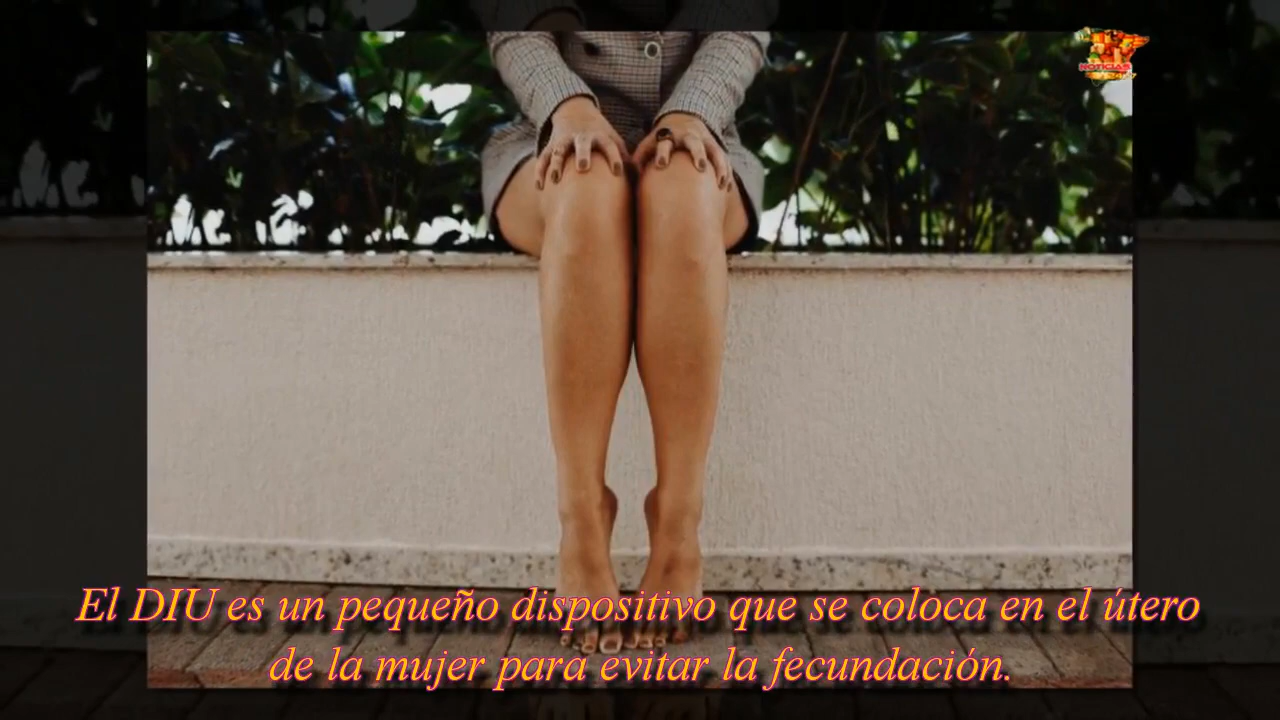 NOTICIAS
El DIU es un pequeño dispositivo que se coloca en el útero
de la mujer para evitar la fecundación.